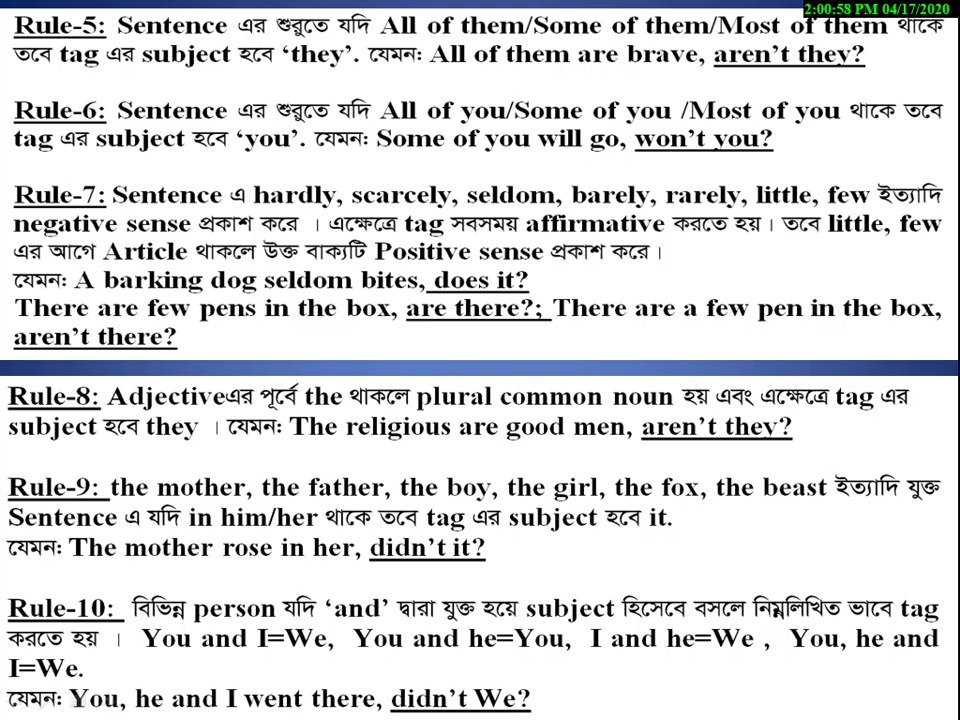 2:00:58 PM 04/17/2020
Rule-5: Sentence এর শুরুতে যদি All of them/Some of them/Most of them থাকে
তবে tag এর subject হবে ‘they’. যেমনঃ All of them are brave, aren’t they?
Rule-6: Sentence এর শুরুতে যদি All of you/Some of you /Most of you থাকে তবে
tag এর subject হবে ‘you’. যেমনঃ Some of you will go, won’t you?
Rule-7: Sentence এ hardly, scarcely, seldom, barely, rarely, little, few ইত্যাদি
negative sense প্রকাশ করে । এক্ষেত্রে tag সবসময় affirmative করতে হয়। তবে little, few
এর আগে Article থাকলে উক্ত বাক্যটি Positive sense প্রকাশ করে।
যেমনঃ A barking dog seldom bites, does it?
There are few pens in the box, are there?; There are a few pen in the box,
aren’t there?
Rule-8: Adjectiveএর পূর্বে the থাকলে plural common noun হয় এবং এক্ষেত্রে tag এর
subject হবে they । যেমনঃ The religious are good men, aren’t they?
Rule-9: the mother, the father, the boy, the girl, the fox, the beast ইত্যাদি যুক্ত
Sentence এ যদি in him/her থাকে তবে tag এর subject হবে it.
যেমনঃ The mother rose in her, didn’t it?
Rule-10: বিভিন্ন person যদি ‘and’ দ্বারা যুক্ত হয়ে subject হিসেবে বসলে নিম্নলিখিত ভাবে tag
করতে হয় । You and I=We, You and he=You, I and he=We , You, he and
I=We.
যেমনঃ You, he and I went there, didn’t We?